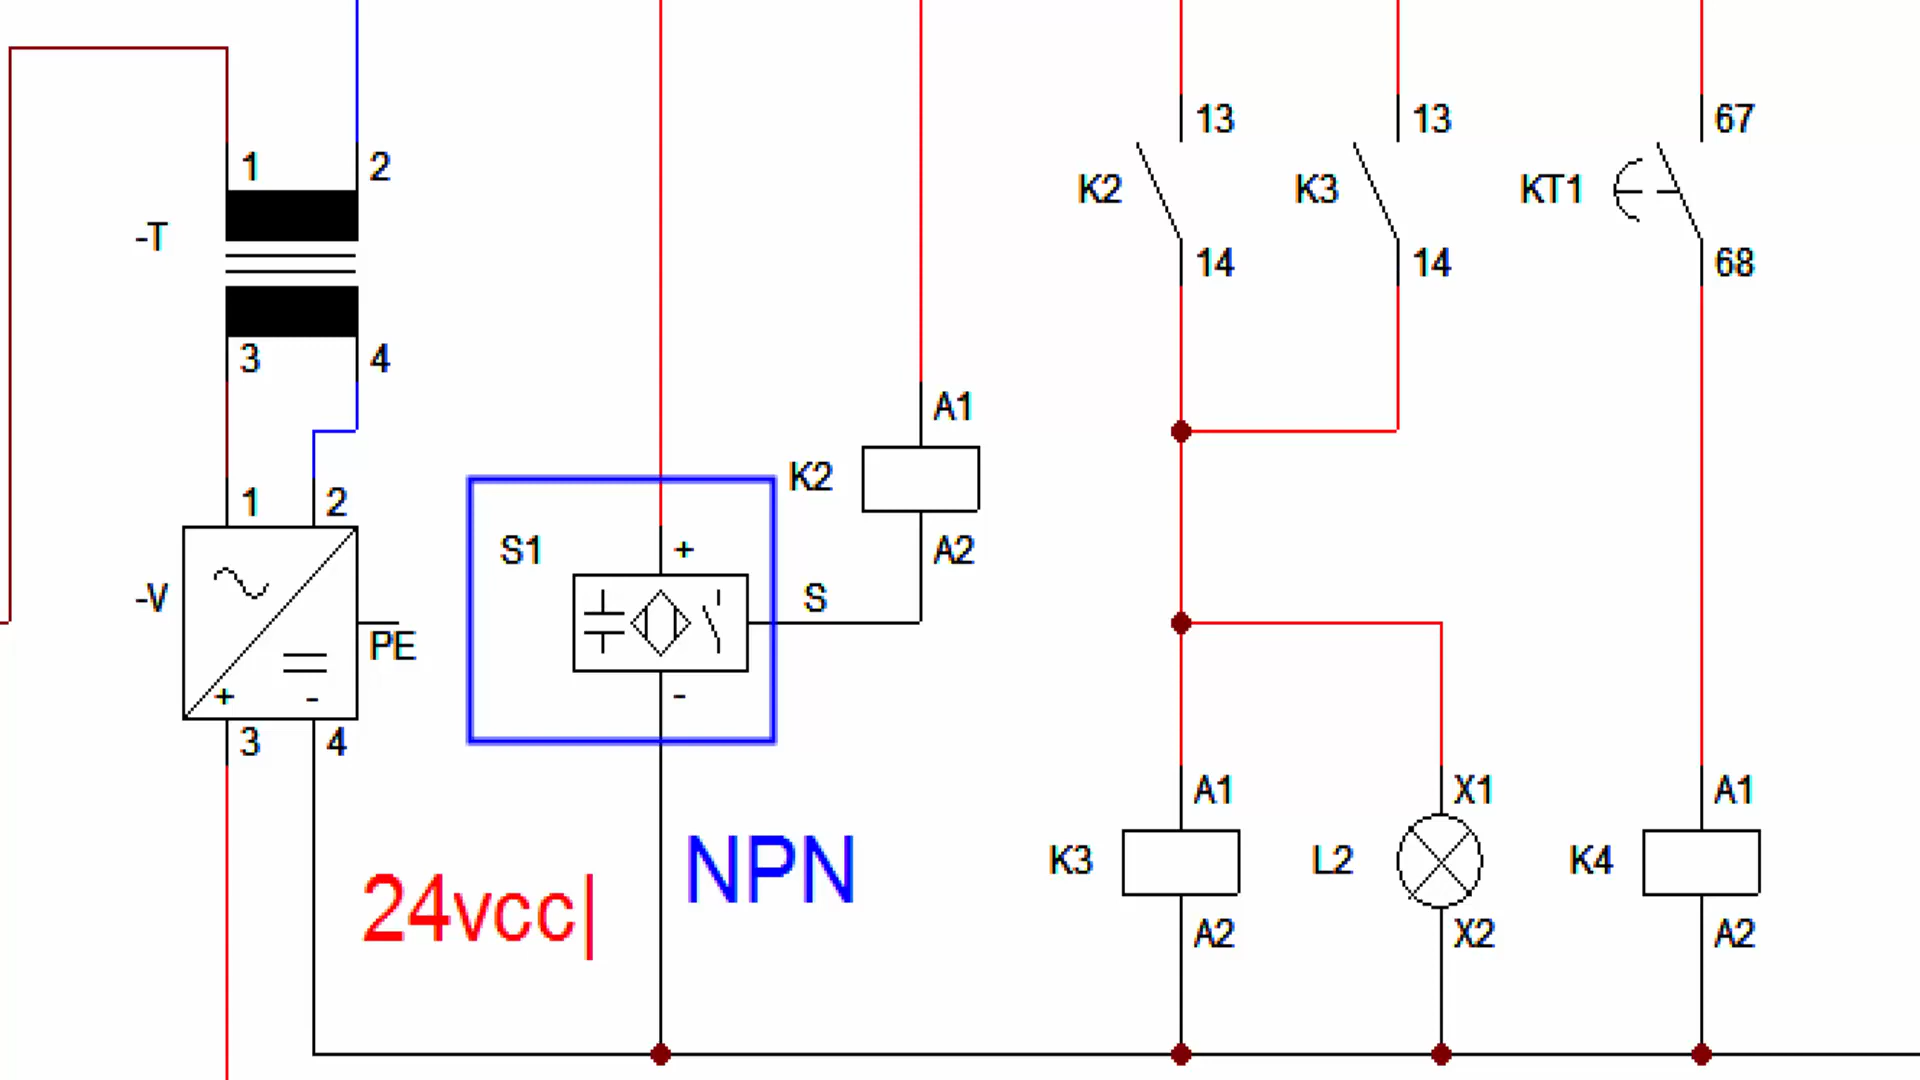 1 2
-T
3 4
1 2
-V
PE
+ -
3 4
24vcc
S1
+
S
-
NPN
K2
A1
A2
K2
13
14
K3
13
14
KT1
67
68
K3
A1
A2
L2
X1
X2
K4
A1
A2